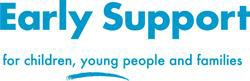 Early Support
for children, young people and families